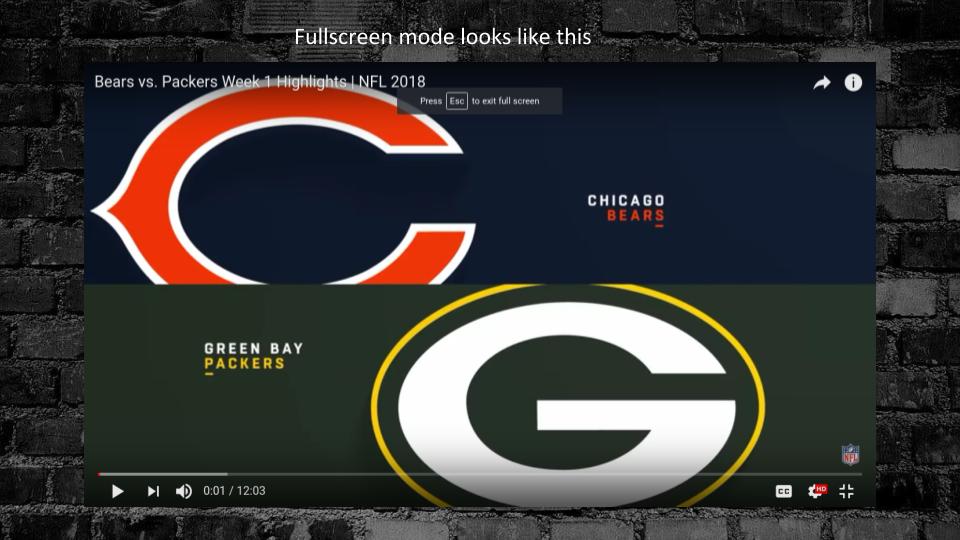 Fullscreen mode looks like this
Bears vs. Packers Week 1 Highlights | NFL 2018
Press Esc to exit full screen
CHICAGO
BEARS
GREEN BAY
PACKERS
G
NFL
0:01 / 12:03
CC
HD